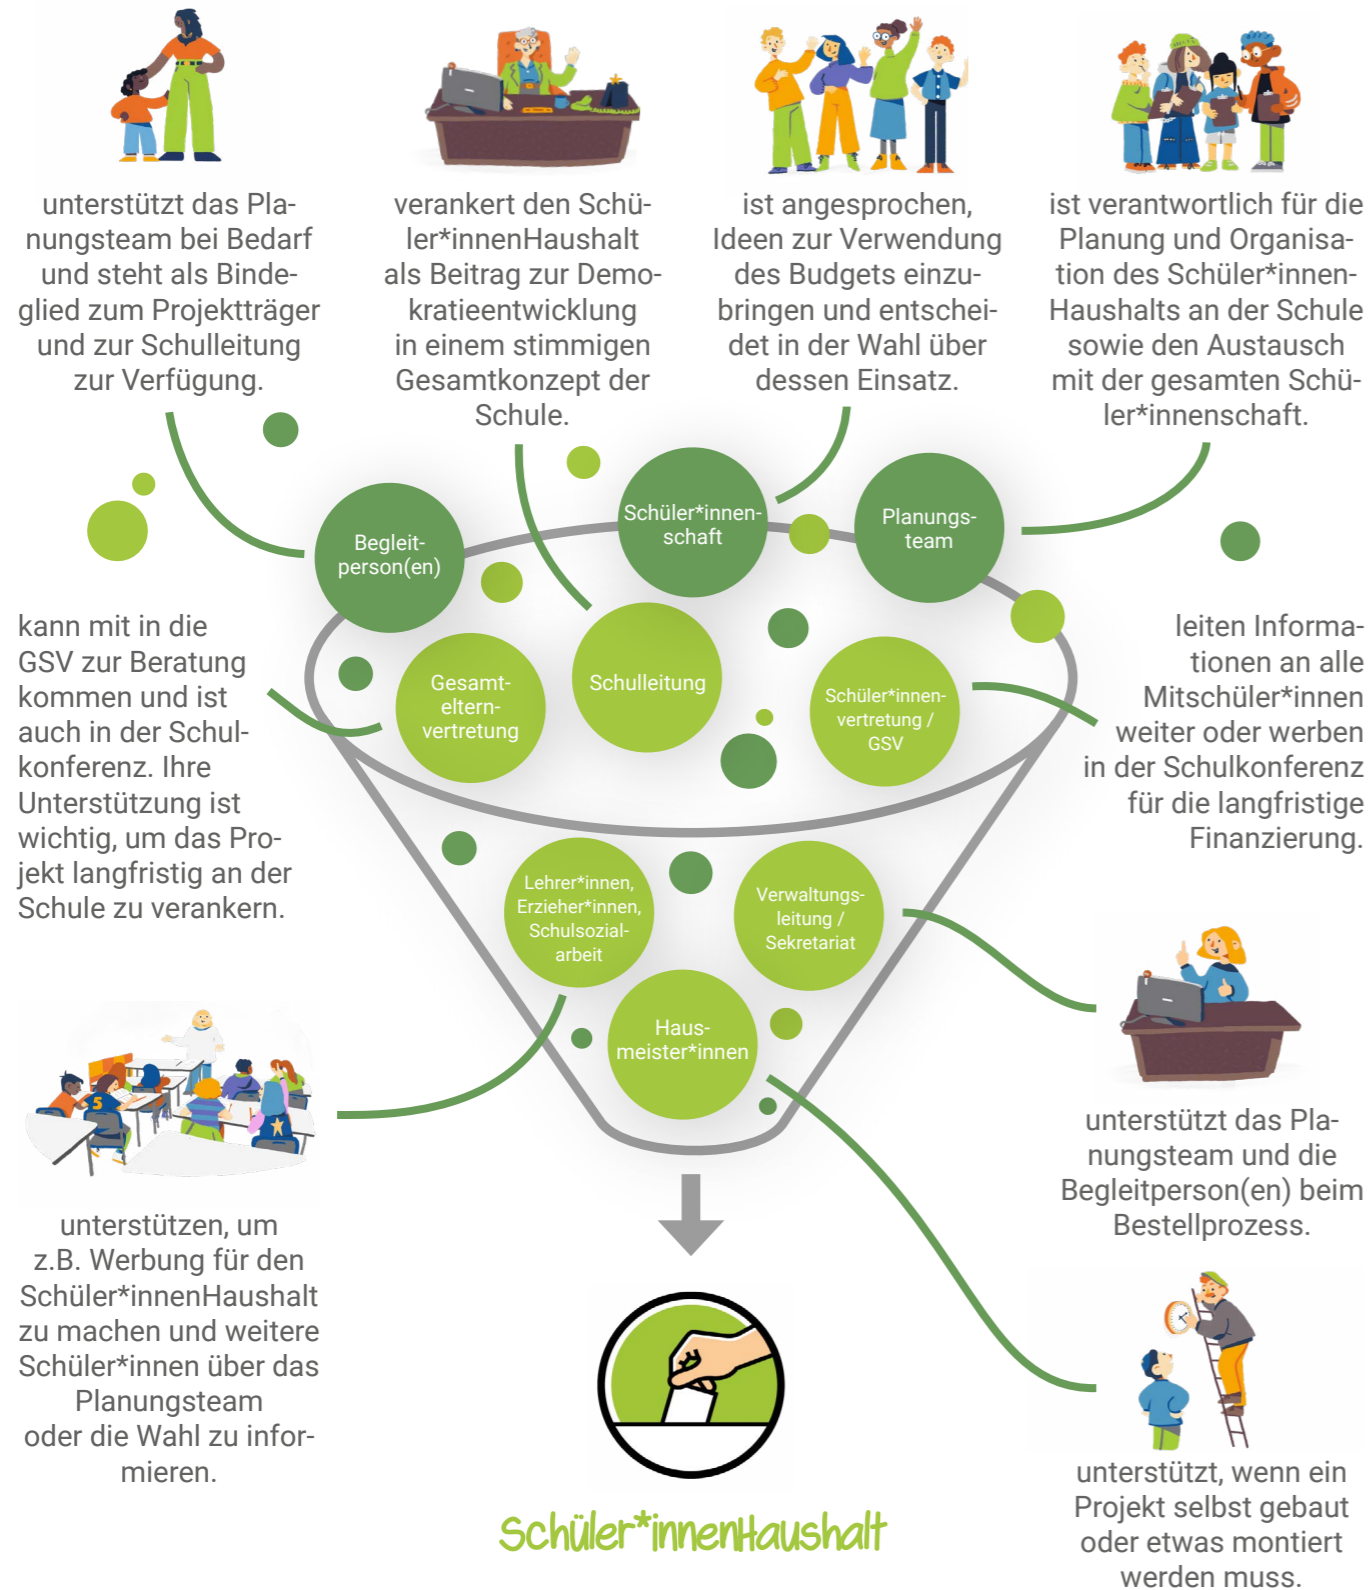 unterstützt das Pla-
nungsteam bei Bedarf
und steht als Binde-
glied zum Projektträger
und zur Schulleitung
zur Verfügung.
verankert den Schü-
ler*innenHaushalt
als Beitrag zur Demo-
kratieentwicklung
in einem stimmigen
Gesamtkonzept der
Schule.
ist angesprochen,
Ideen zur Verwendung
des Budgets einzu-
bringen und entschei-
det in der Wahl über
dessen Einsatz.
ist verantwortlich für die
Planung und Organisa-
tion des Schüler*innen-
Haushalts an der Schule
sowie den Austausch
mit der gesamten Schü-
ler*innenschaft.
Begleit-
person(en)
Schüler*innen-
schaft
Planungs-
team
kann mit in die
GSV zur Beratung
kommen und ist
auch in der Schul-
konferenz. Ihre
Unterstützung ist
wichtig, um das Pro-
jekt langfristig an der
Schule zu verankern.
Gesamt-
eltern-
vertretung
Schulleitung
Schüler*innen-
vertretung /
GSV
leiten Informa-
tionen an alle
Mitschüler*innen
weiter oder werben
in der Schulkonferenz
für die langfristige
Finanzierung.
Lehrer*innen,
Erzieher*innen,
Schulsozial-
arbeit
Verwaltungs-
leitung /
Sekretariat
Haus-
meister*innen
5
unterstützen, um
z.B. Werbung für den
Schüler*innenHaushalt
zu machen und weitere
Schüler*innen über das
Planungsteam
oder die Wahl zu infor-
mieren.
unterstützt das Pla-
nungsteam und die
Begleitperson(en) beim
Bestellprozess.
unterstützt, wenn ein
Projekt selbst gebaut
oder etwas montiert
werden muss.
Schüler*innenHaushalt